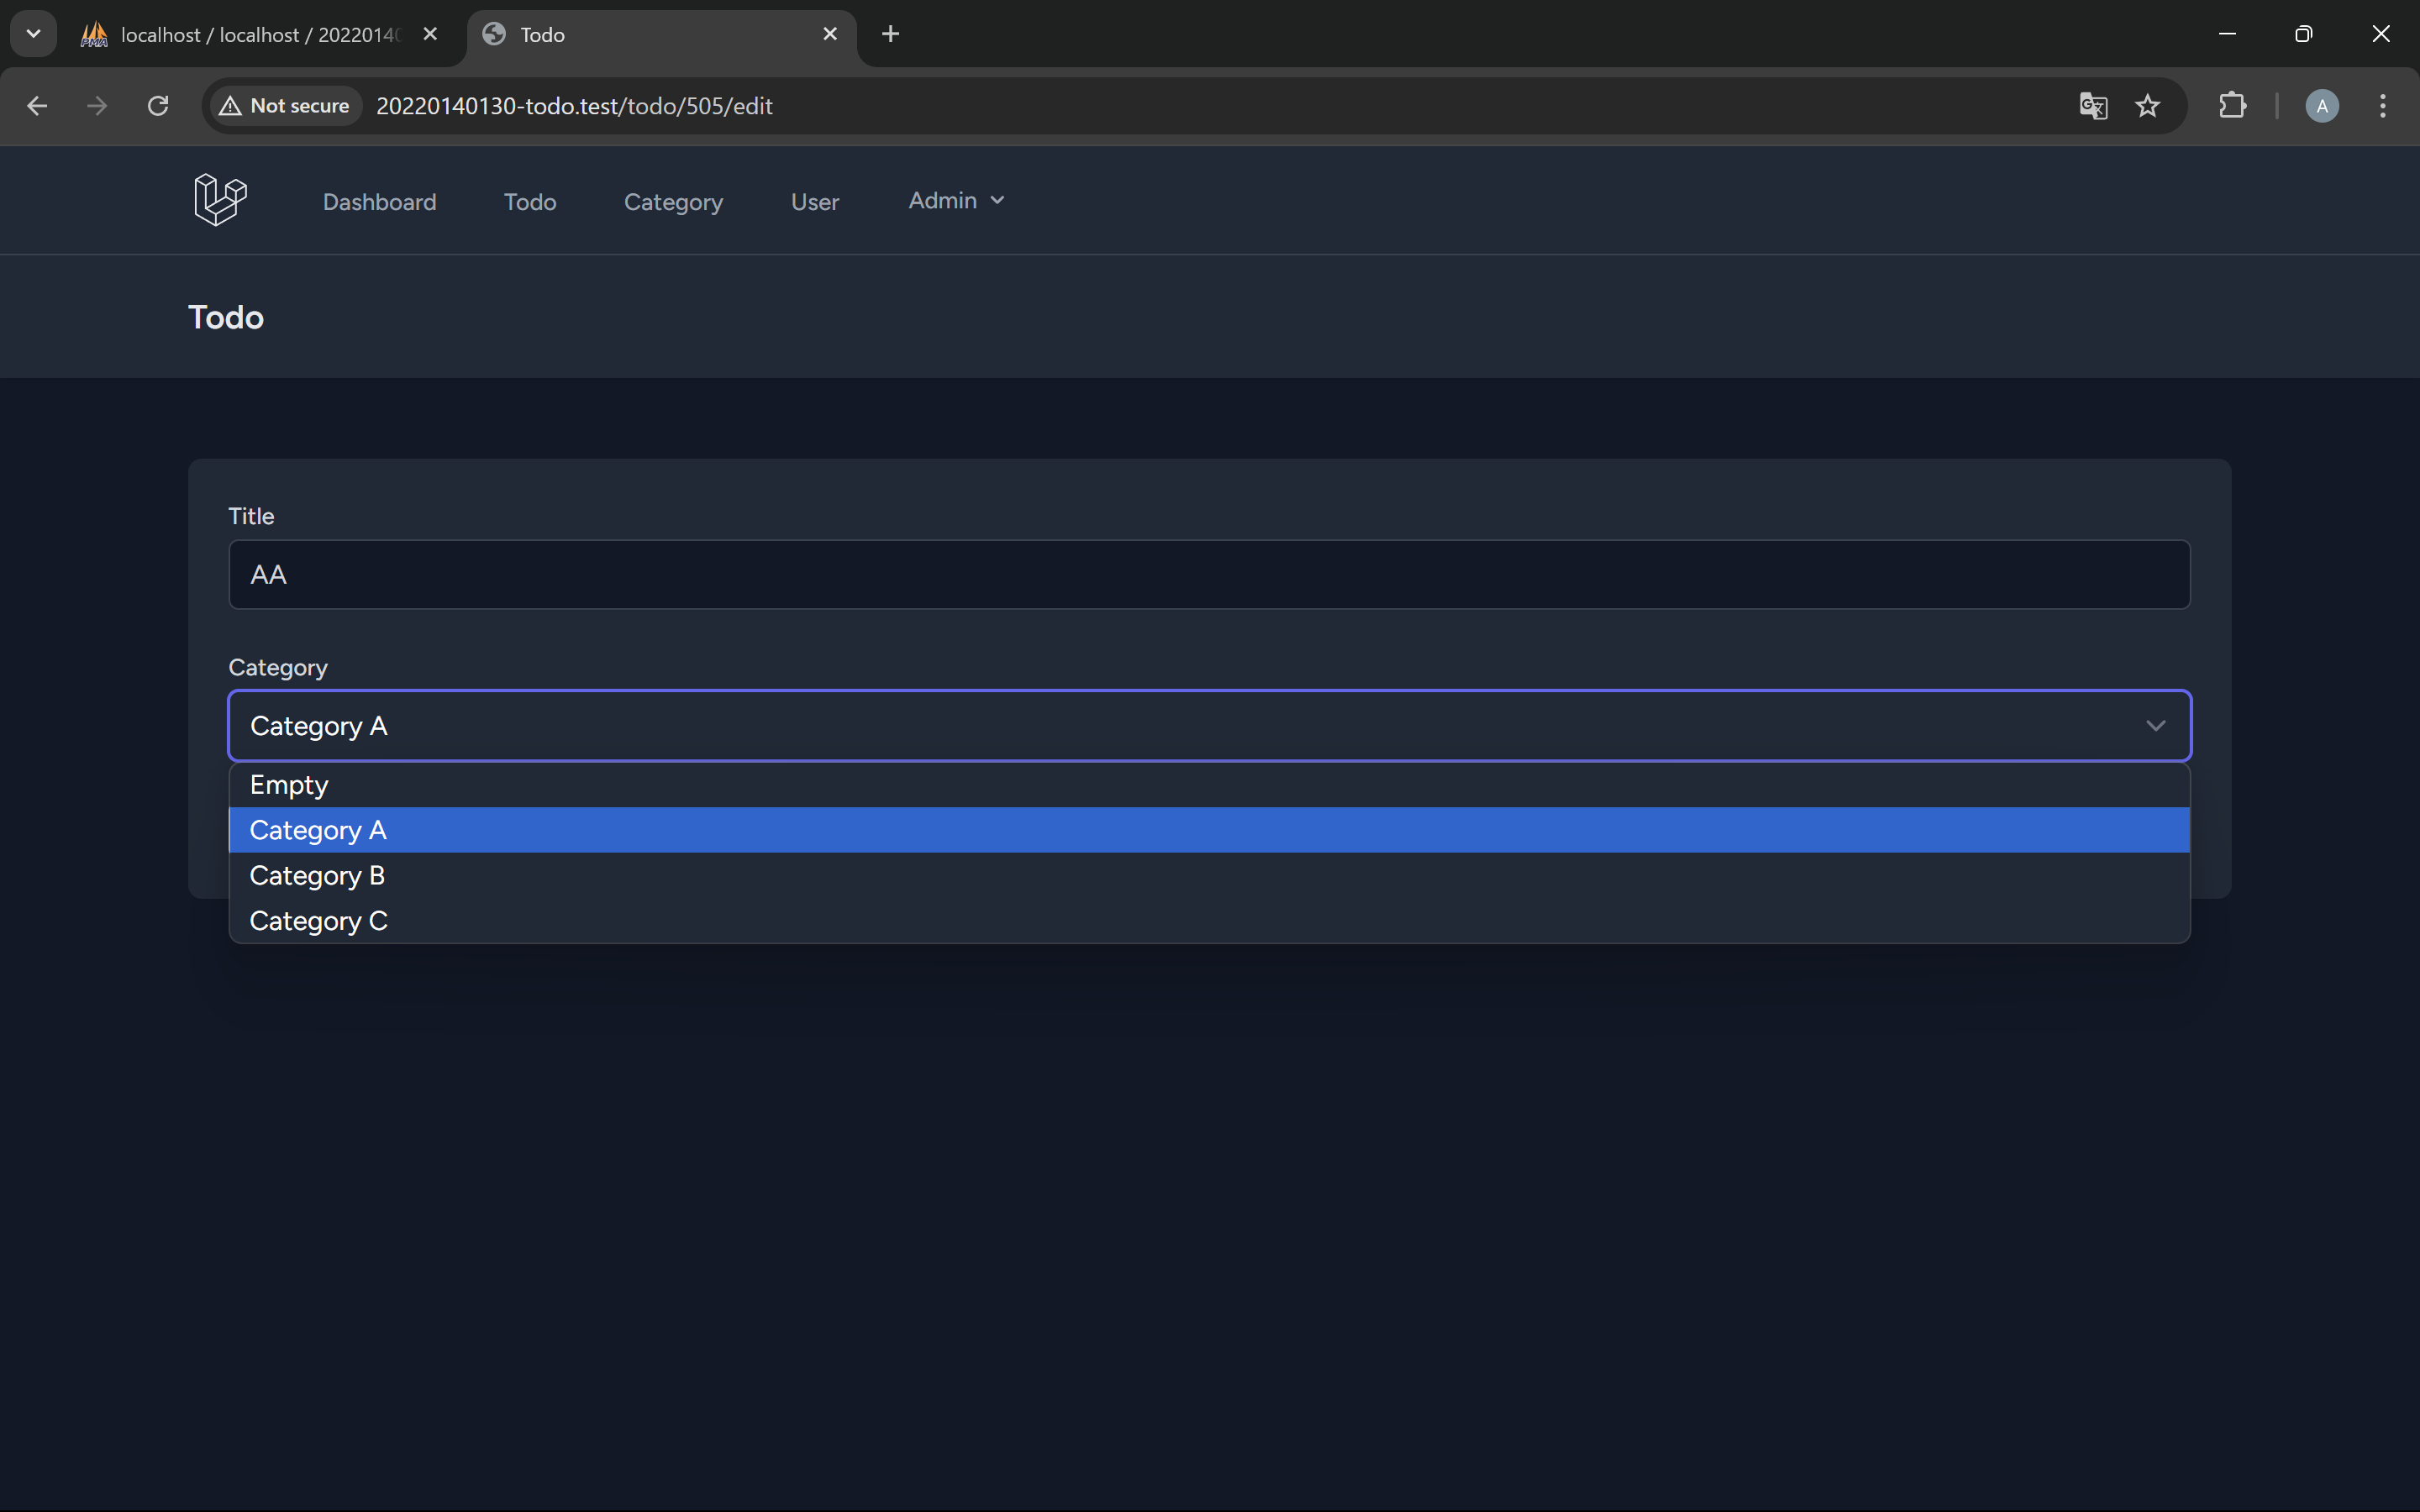 localhost / localhost / 2022014
Todo
Not secure
20220140130-todo.test/todo/505/edit
A
Dashboard
Todo
Category
User
Admin
Todo
Title
AA
Category
Category A
Empty
Category A
Category B
Category C